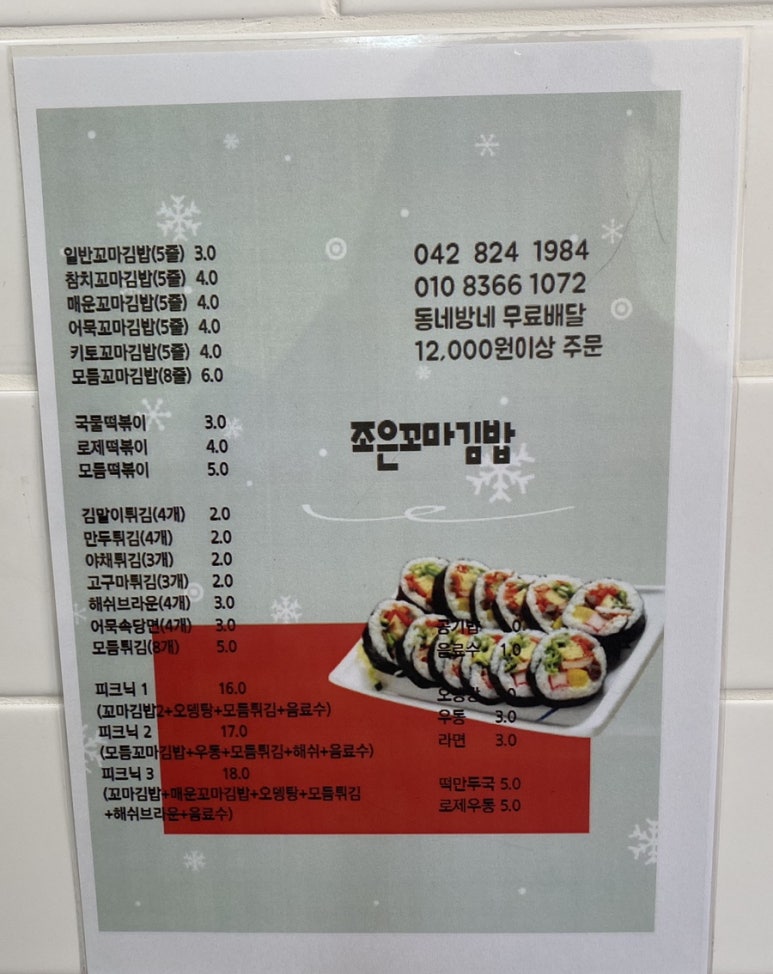 일반꼬마김밥(5줄) 3.0
참치꼬마김밥(5줄) 4.0
매운꼬마김밥(5줄) 4.0
어묵꼬마김밥(5줄) 4.0
키토꼬마김밥(5줄) 4.0
모듬꼬마김밥(8줄) 6.0
국물떡볶이 3.0
로제떡볶이 4.0
모듬떡볶이 5.0
김말이튀김(4개) 2.0
만두튀김(4개) 2.0
야채튀김(3개) 2.0
고구마튀김(3개) 2.0
해쉬브라운(4개) 3.0
어묵속당면(4개) 3.0
모듬튀김(8개) 5.0
피크닉 1 16.0
(꼬마김밥2+오뎅탕+모듬튀김+음료수)
피크닉 2 17.0
(모듬꼬마김밥+우통+모듬튀김+해쉬+음료수)
피크닉 3 18.0
(꼬마김밥+매운꼬마김밥+오뎅탕+모듬튀김
+해쉬브라운+음료수)
042 824 1984
010 8366 1072
동네방네 무료배달
12,000원이상 주문
조은꼬마김밥
공기밥
음료수 1.0
우동 3.0
라면 3.0
떡만두국 5.0
로제우통 5.0